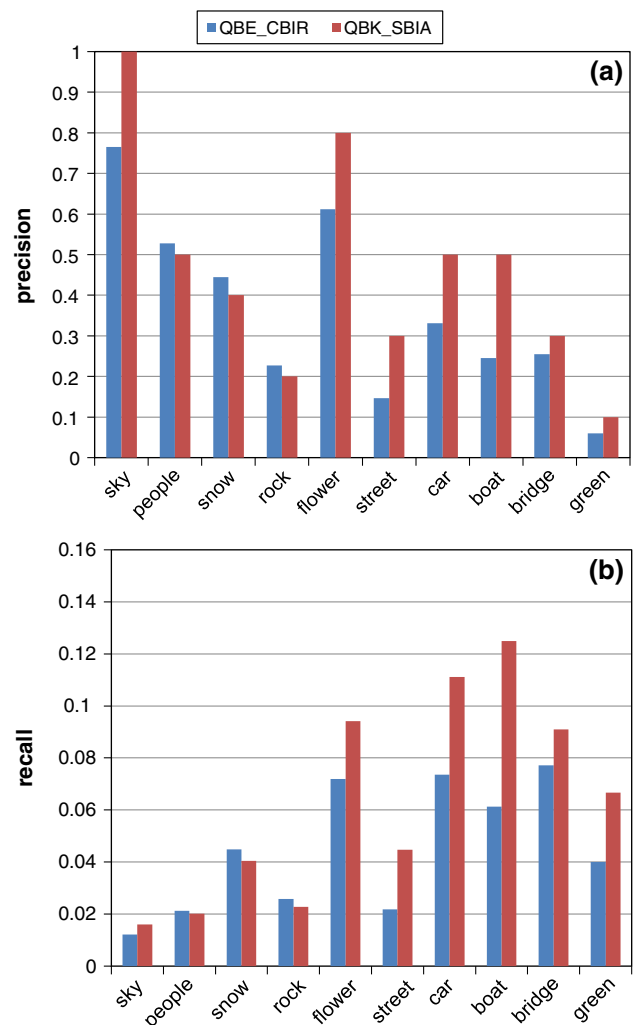 QBE_CBIR QBK_SBIA
(a)
1
0.9
0.8
0.7
0.6
0.5
0.4
0.3
0.2
0.1
0
precision
sky people snow rock flower street car boat bridge green
(b)
0.16
0.14
0.12
0.1
0.08
0.06
0.04
0.02
0
recall
sky people snow rock flower street car boat bridge green